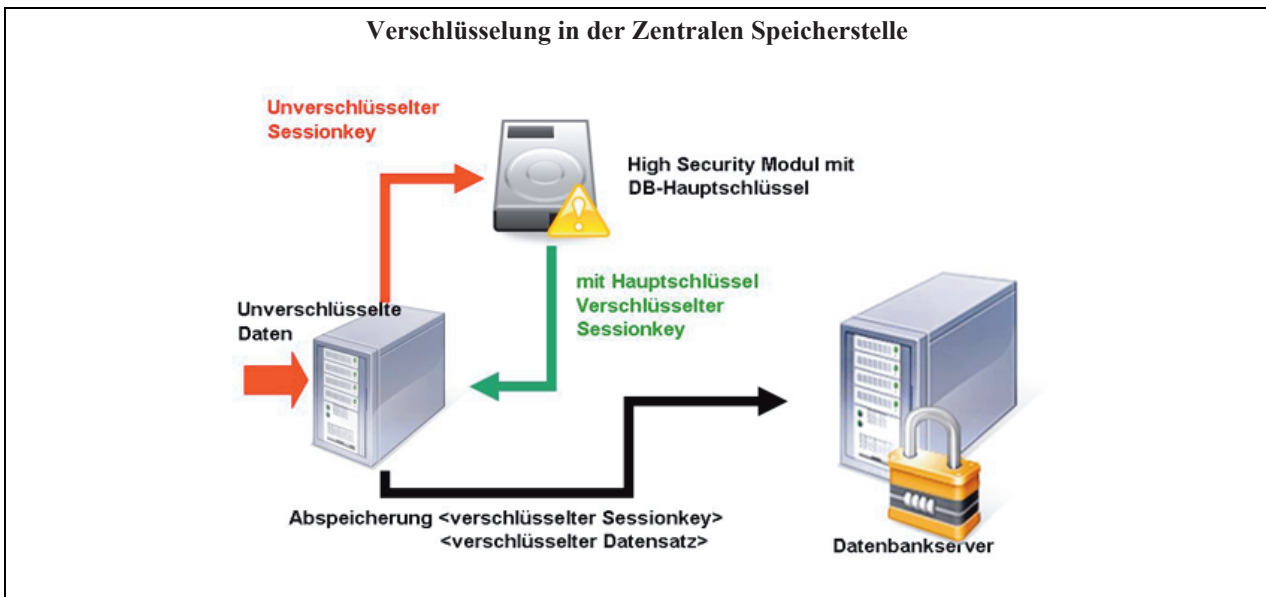 Verschlüsselung in der Zentralen Speicherstelle
Unverschlüsselter
Sessionkey
High Security Modul mit
DB-Hauptschlüssel
mit Hauptschlüssel
Verschlüsselter
Sessionkey
Unverschlüsselte
Daten
Abspeicherung <verschlüsselter Sessionkey>
<verschlüsselter Datensatz>
Datenbankserver